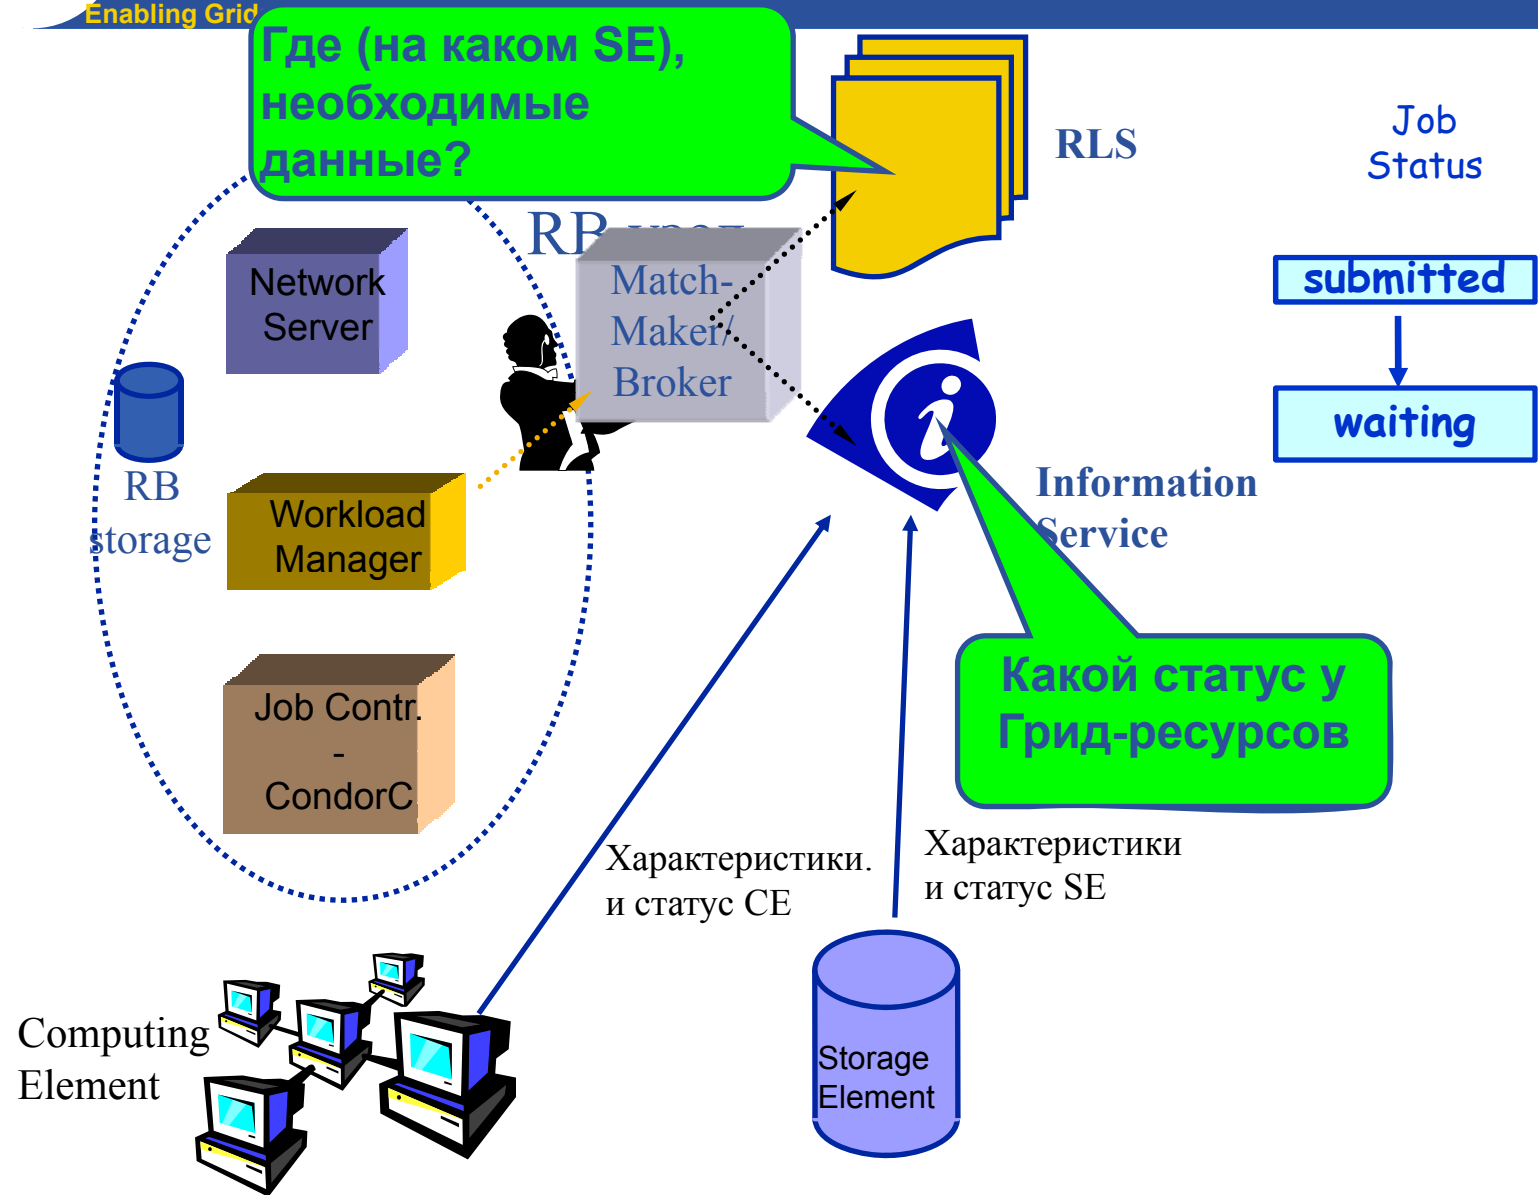 Enabling Grid
Где (на каком SE),
необходимые
данные?
RLS
Job
Status
RB
Network
Server
Match-
Maker/
Broker
submitted
waiting
RB
storage
Workload
Manager
Information
Service
Job Contr.
-
CondorC
Какой статус у
Грид-ресурсов
Характеристики.
и статус CE
Характеристики
и статус SE
Computing
Element
Storage
Element